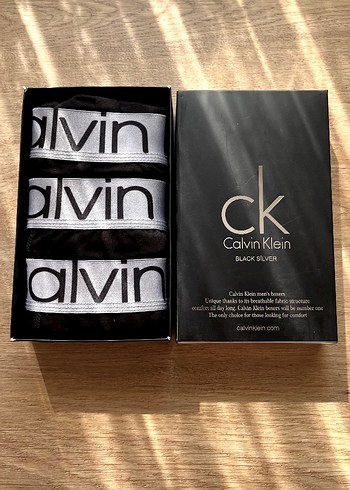 alvin
alvin
alvin
ck
Calvin Klein
BLACK SILVER
Calvin Klein men's boxers
Unique thanks to its breathable fabric structure
comfort all day long. Calvin Klein boxers will be number one
The only choice for those looking for comfort
calvinklein.com